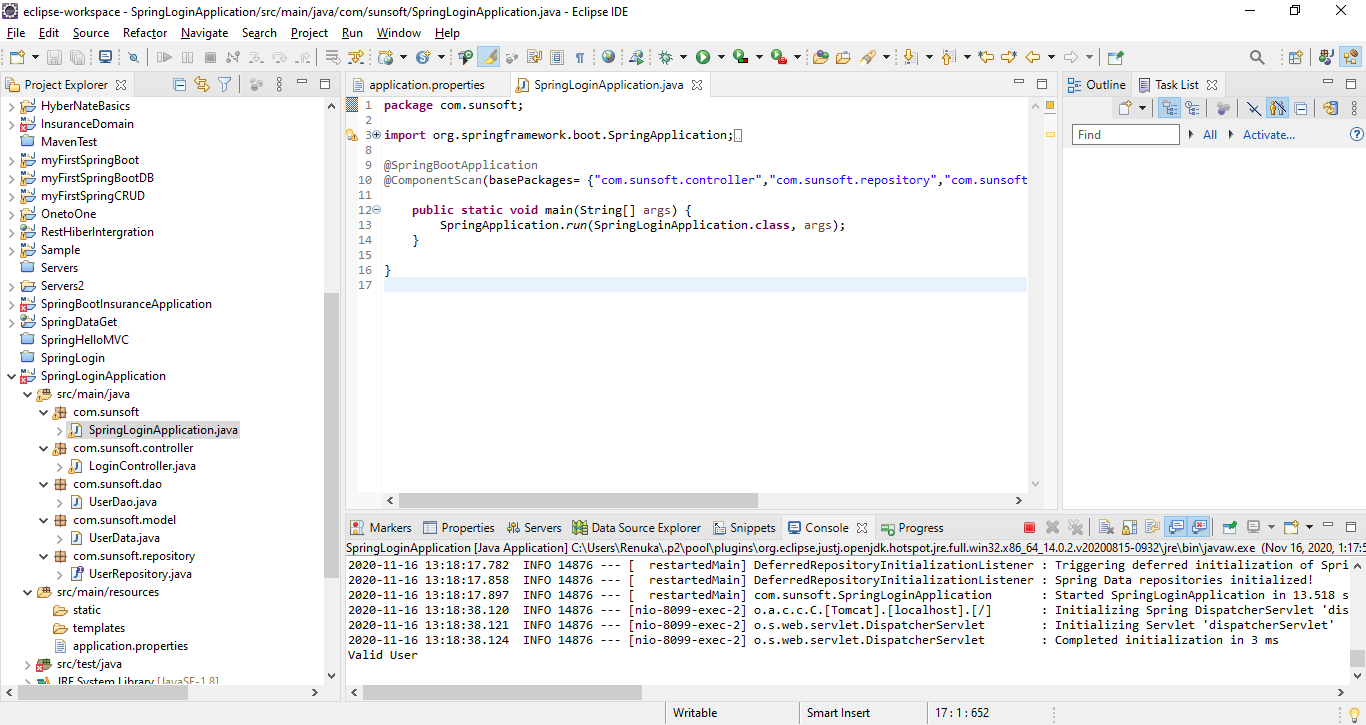 eclipse-workspace - SpringLoginApplication/src/main/java/com/sunsoft/SpringLoginApplication.java - Eclipse IDE
File Edit Source Refactor Navigate Search Project Run Window Help
Project Explorer
HyberNateBasics
InsuranceDomain
MavenTest
myFirstSpringBoot
myFirstSpringBootDB
myFirstSpringCRUD
OnetoOne
RestHiberIntergration
Sample
Servers
Servers2
SpringBootInsuranceApplication
SpringDataGet
SpringHelloMVC
SpringLogin
SpringLoginApplication
src/main/java
com.sunsoft
SpringLoginApplication.java
com.sunsoft.controller
LoginController.java
com.sunsoft.dao
UserDao.java
com.sunsoft.model
UserData.java
com.sunsoft.repository
UserRepository.java
src/main/resources
static
templates
application.properties
src/test/java
JRE System Library [JavaSE-1.8]
application.properties SpringLoginApplication.java
1 package com.sunsoft;
2
3 import org.springframework.boot.SpringApplication;
8
9 @SpringBootApplication
10 @ComponentScan(basePackages= {"com.sunsoft.controller","com.sunsoft.repository","com.sunsoft
11
12 public static void main(String[] args) {
13 SpringApplication.run(SpringLoginApplication.class, args);
14 }
15
16 }
17
Outline Task List
Find All Activate...
Markers Properties Servers Data Source Explorer Snippets Console Progress
SpringLoginApplication [Java Application] C:\Users\Renuka\.p2\pool\plugins\org.eclipse.justj.openjdk.hotspot.jre.full.win32.x86_64_14.0.2.v20200815-0932\jre\bin\javaw.exe (Nov 16, 2020, 1:17:5
2020-11-16 13:18:17.782 INFO 14876 --- [ restartedMain] DeferredRepositoryInitializationListener : Triggering deferred initialization of Spri
2020-11-16 13:18:17.858 INFO 14876 --- [ restartedMain] DeferredRepositoryInitializationListener : Spring Data repositories initialized!
2020-11-16 13:18:17.897 INFO 14876 --- [ restartedMain] com.sunsoft.SpringLoginApplication : Started SpringLoginApplication in 13.518 s
2020-11-16 13:18:38.120 INFO 14876 --- [nio-8099-exec-2] o.a.c.c.C.[Tomcat].[localhost].[/] : Initializing Spring DispatcherServlet 'dis
2020-11-16 13:18:38.121 INFO 14876 --- [nio-8099-exec-2] o.s.web.servlet.DispatcherServlet : Initializing Servlet 'dispatcherServlet'
2020-11-16 13:18:38.124 INFO 14876 --- [nio-8099-exec-2] o.s.web.servlet.DispatcherServlet : Completed initialization in 3 ms
Valid User
Writable Smart Insert 17 : 1 : 652